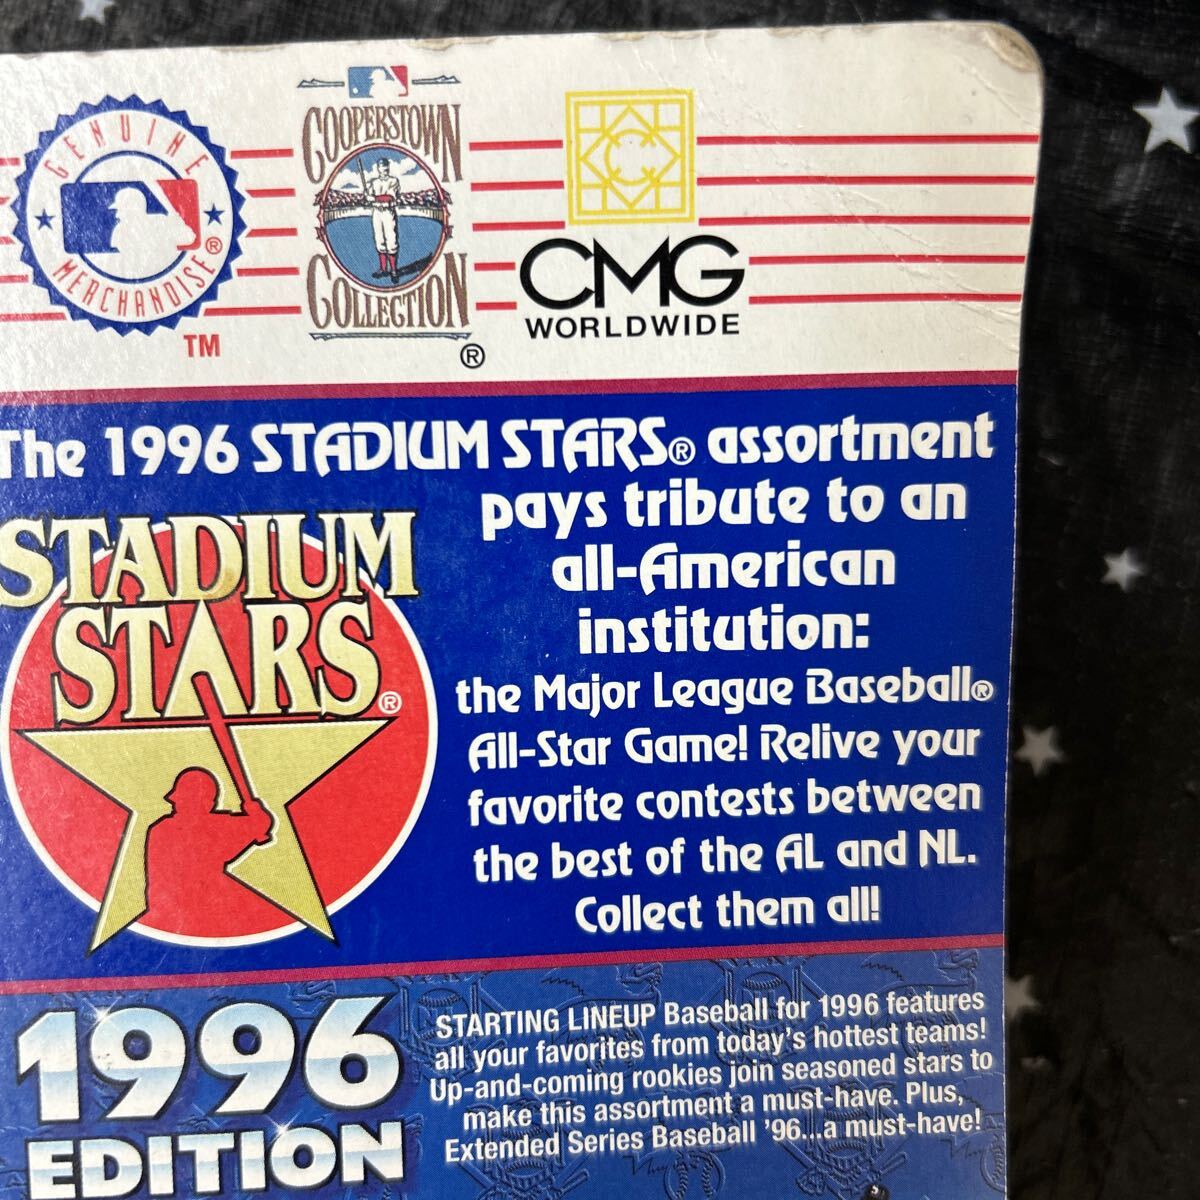 GENUINE
MERCHANDISE®
TM
COOPERSTOWN
COLLECTION
®
C
CMG
WORLDWIDE
The 1996 STADIUM STARS® assortment
pays tribute to an
all-American
institution:
the Major League Baseball®
All-Star Game! Relive your
favorite contests between
the best of the AL and NL.
Collect them all!
STADIUM
STARS®
1996
EDITION
STARTING LINEUP Baseball for 1996 features
all your favorites from today's hottest teams!
Up-and-coming rookies join seasoned stars to
make this assortment a must-have. Plus,
Extended Series Baseball '96...a must-have!